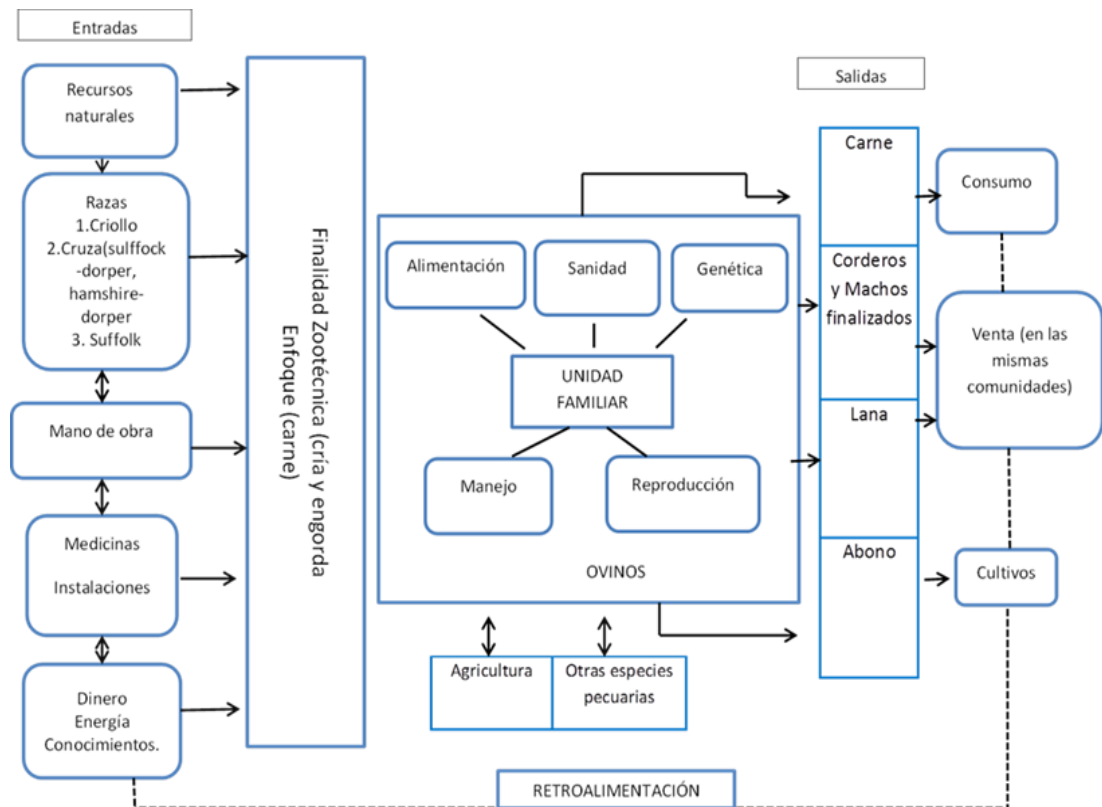 Entradas
Recursos
naturales
Razas
1.Criollo
2.Cruza(sulffock
-dorper,
hamshire-
dorper
3. Suffolk
Mano de obra
Medicinas
Instalaciones
Dinero
Energía
Conocimientos.
Finalidad Zootécnica (cría y engorda
Enfoque (carne)
Alimentación
Sanidad
Genética
UNIDAD
FAMILIAR
Manejo
Reproducción
OVINOS
Agricultura
Otras especies
pecuarias
Salidas
Carne
Corderos
y Machos
finalizados
Lana
Abono
Consumo
Venta (en las
mismas
comunidades)
Cultivos
RETROALIMENTACIÓN